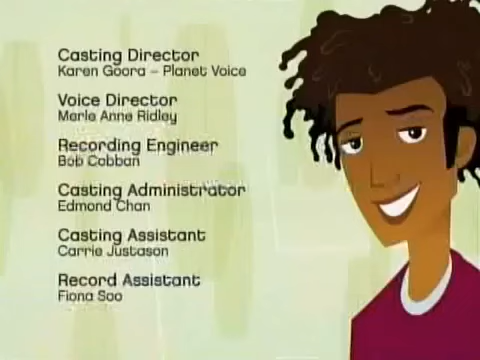 Casting Director
Karen Goora – Planet Voice
Voice Director
Merle Anne Ridley
Recording Engineer
Bob Cobban
Casting Administrator
Edmond Chan
Casting Assistant
Carrie Justason
Record Assistant
Fiona Soo